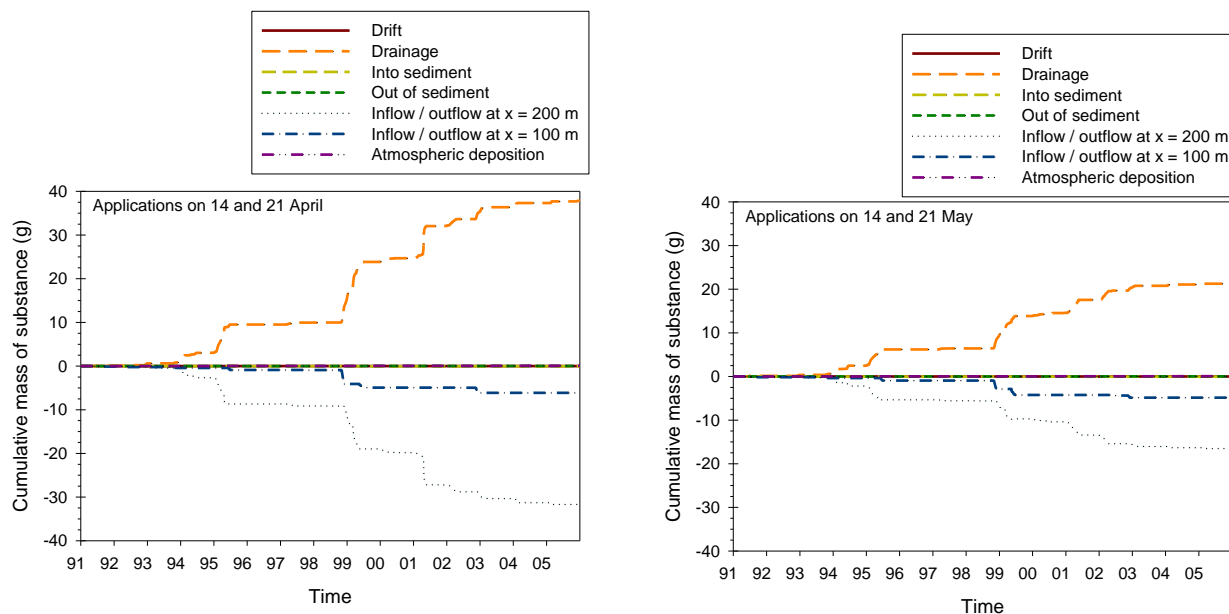 Drift
Drainage
Into sediment
Out of sediment
Inflow / outflow at x = 200 m
Inflow / outflow at x = 100 m
Atmospheric deposition
Applications on 14 and 21 April
Cumulative mass of substance (g)
40
30
20
10
0
-10
-20
-30
-40
91 92 93 94 95 96 97 98 99 00 01 02 03 04 05
Time
Drift
Drainage
Into sediment
Out of sediment
Inflow / outflow at x = 200 m
Inflow / outflow at x = 100 m
Atmospheric deposition
Applications on 14 and 21 May
Cumulative mass of substance (g)
40
30
20
10
0
-10
-20
-30
-40
91 92 93 94 95 96 97 98 99 00 01 02 03 04 05
Time